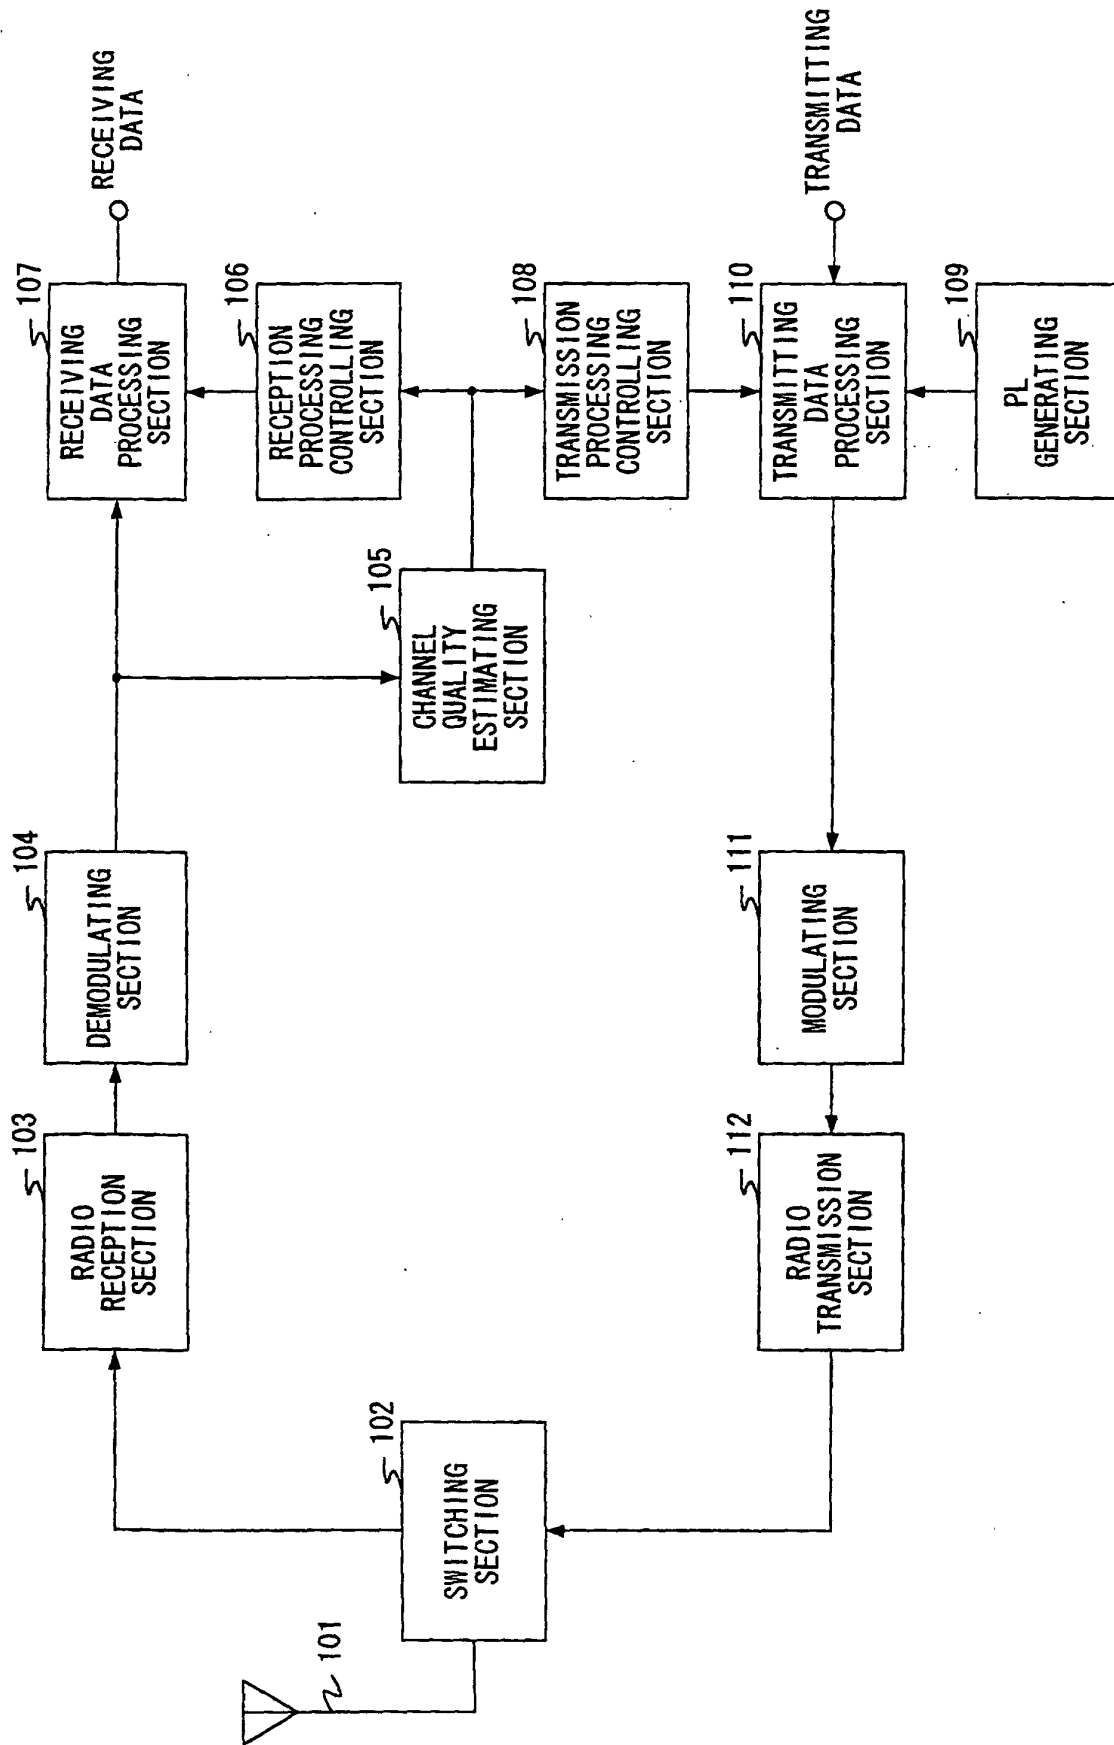 101
SWITCHING
SECTION
102
RADIO
RECEPTION
SECTION
103
DEMODULATING
SECTION
104
CHANNEL
QUALITY
ESTIMATING
SECTION
105
RECEIVING
DATA
PROCESSING
SECTION
107
RECEIVING
DATA
RECEPTION
PROCESSING
CONTROLLING
SECTION
106
TRANSMISSION
PROCESSING
CONTROLLING
SECTION
108
TRANSMITTING
DATA
PROCESSING
SECTION
110
TRANSMITTING
DATA
PL
GENERATING
SECTION
109
MODULATING
SECTION
111
RADIO
TRANSMISSION
SECTION
112